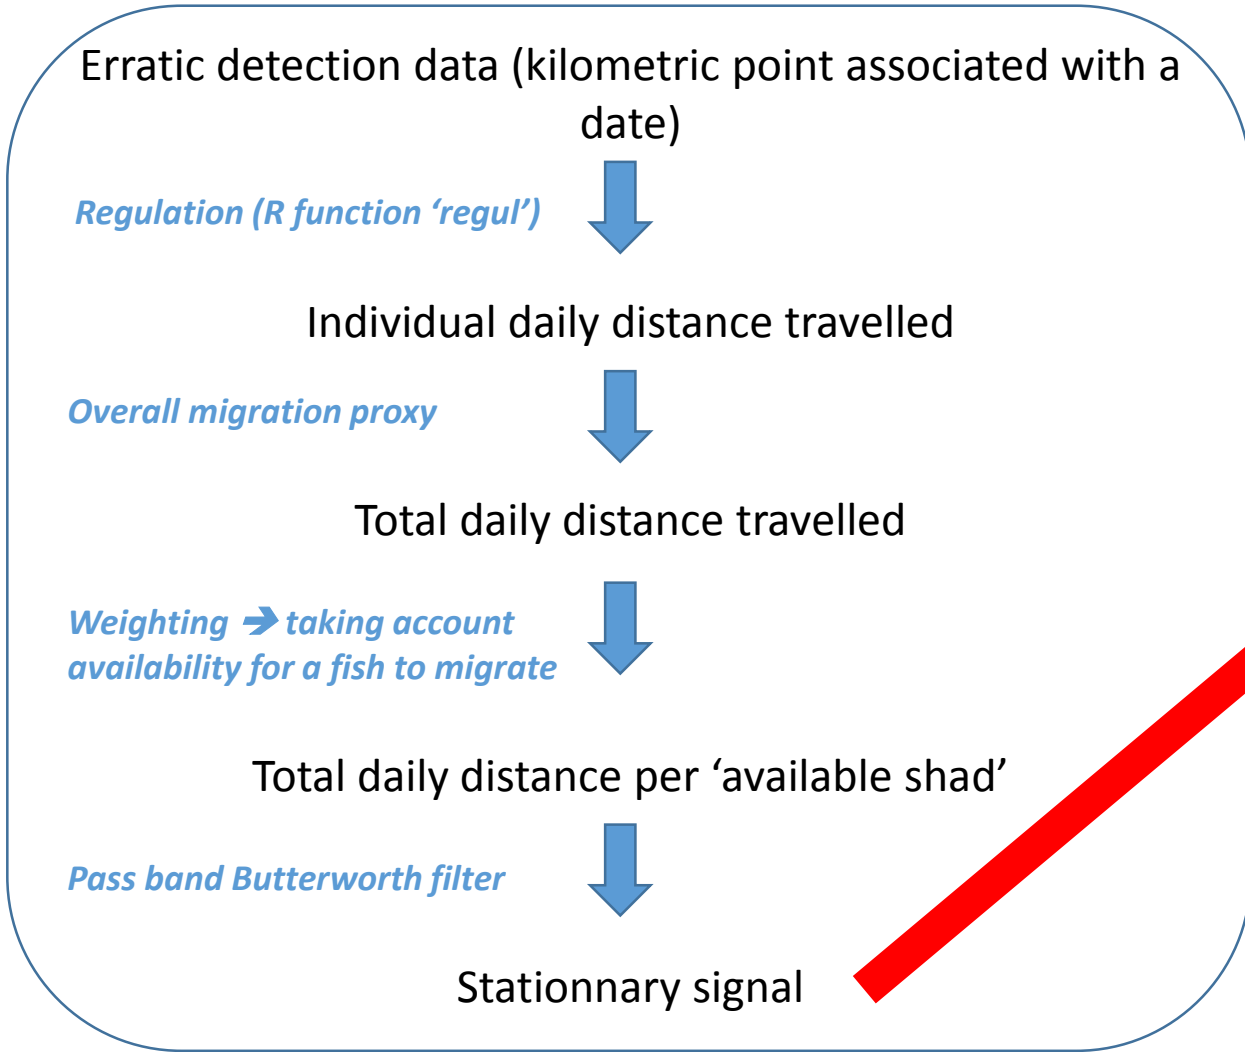 Erratic detection data (kilometric point associated with a
date)
Regulation (R function ‘regul’)
Individual daily distance travelled
Overall migration proxy
Total daily distance travelled
Weighting ➔ taking account
availability for a fish to migrate
Total daily distance per ‘available shad’
Pass band Butterworth filter
Stationnary signal